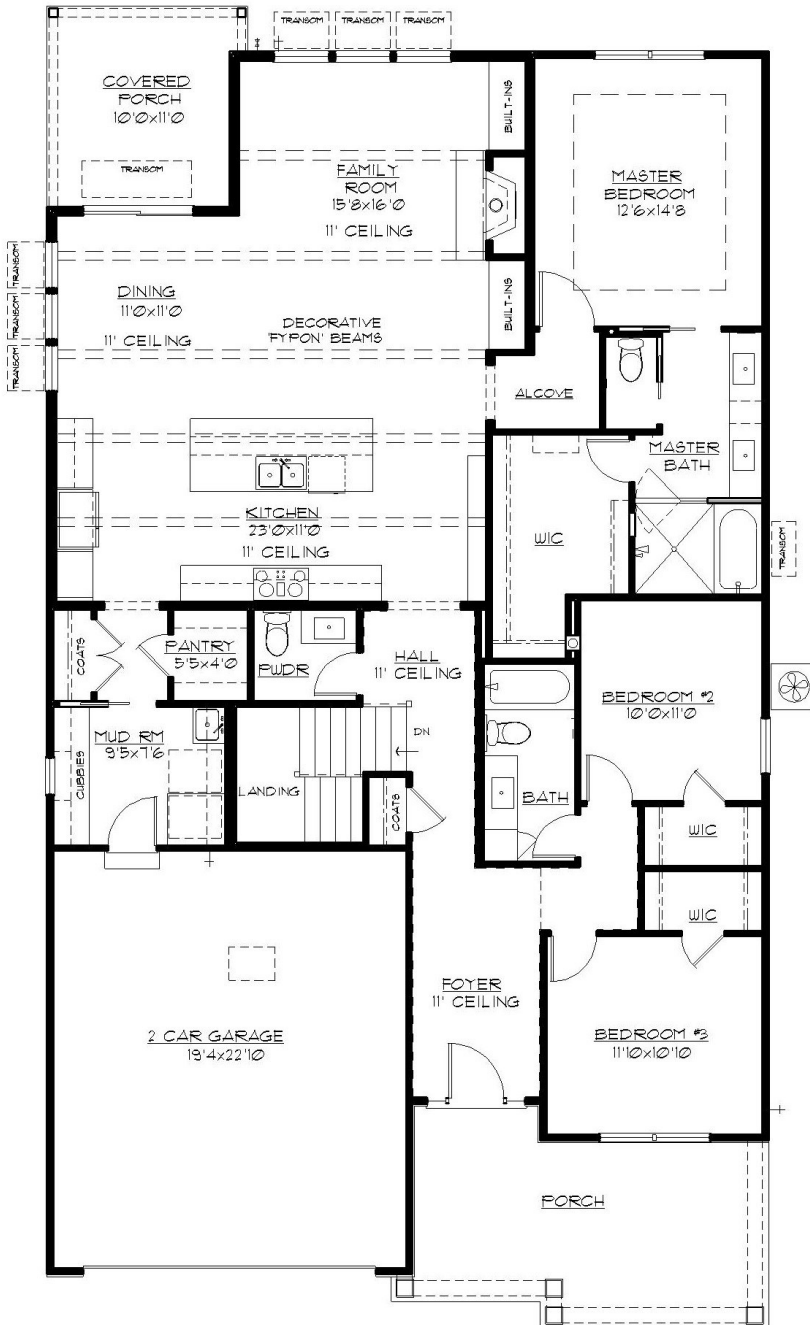 TRANSOM
TRANSOM
TRANSOM
COVERED
PORCH
10'0x11'0
TRANSOM
BUILT-INS
FAMILY
ROOM
15'8x16'0
11' CEILING
MASTER
BEDROOM
12'6x14'8
TRANSOM
TRANSOM
TRANSOM
DINING
11'0x11'0
11' CEILING
DECORATIVE
'FYPON' BEAMS
BUILT-INS
ALCOVE
MASTER
BATH
KITCHEN
23'0x11'0
11' CEILING
WIC
TRANSOM
COATS
PANTRY
5'5x4'0
PWDR
HALL
11' CEILING
BEDROOM #2
10'0x11'0
MUD RM
9'5x7'6
CUBBIES
LANDING
DN
COATS
BATH
WIC
WIC
FOYER
11' CEILING
2 CAR GARAGE
19'4x22'10
BEDROOM #3
11'10x10'10
PORCH